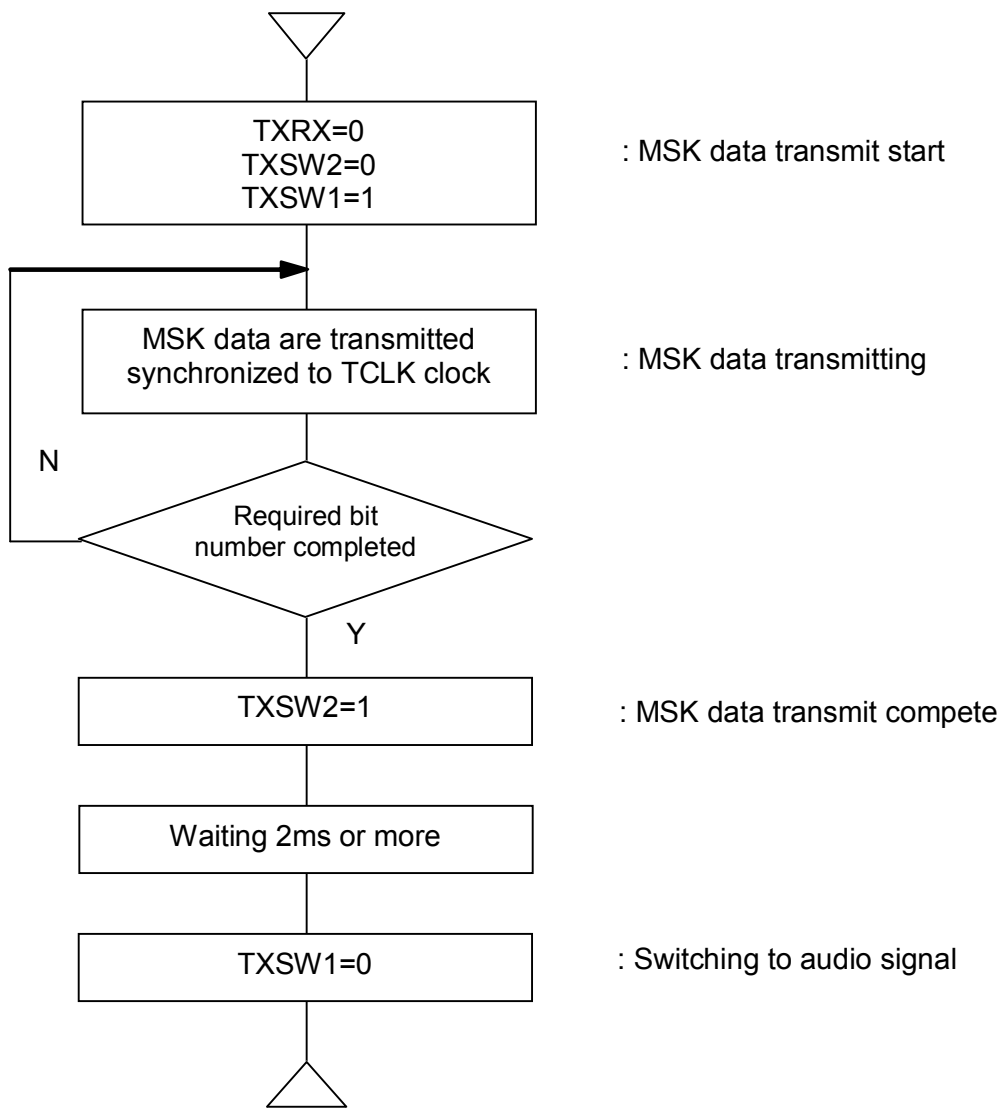 TXRX=0
TXSW2=0
TXSW1=1
: MSK data transmit start
MSK data are transmitted
synchronized to TCLK clock
: MSK data transmitting
N
Required bit
number completed
Y
TXSW2=1
: MSK data transmit compete
Waiting 2ms or more
TXSW1=0
: Switching to audio signal